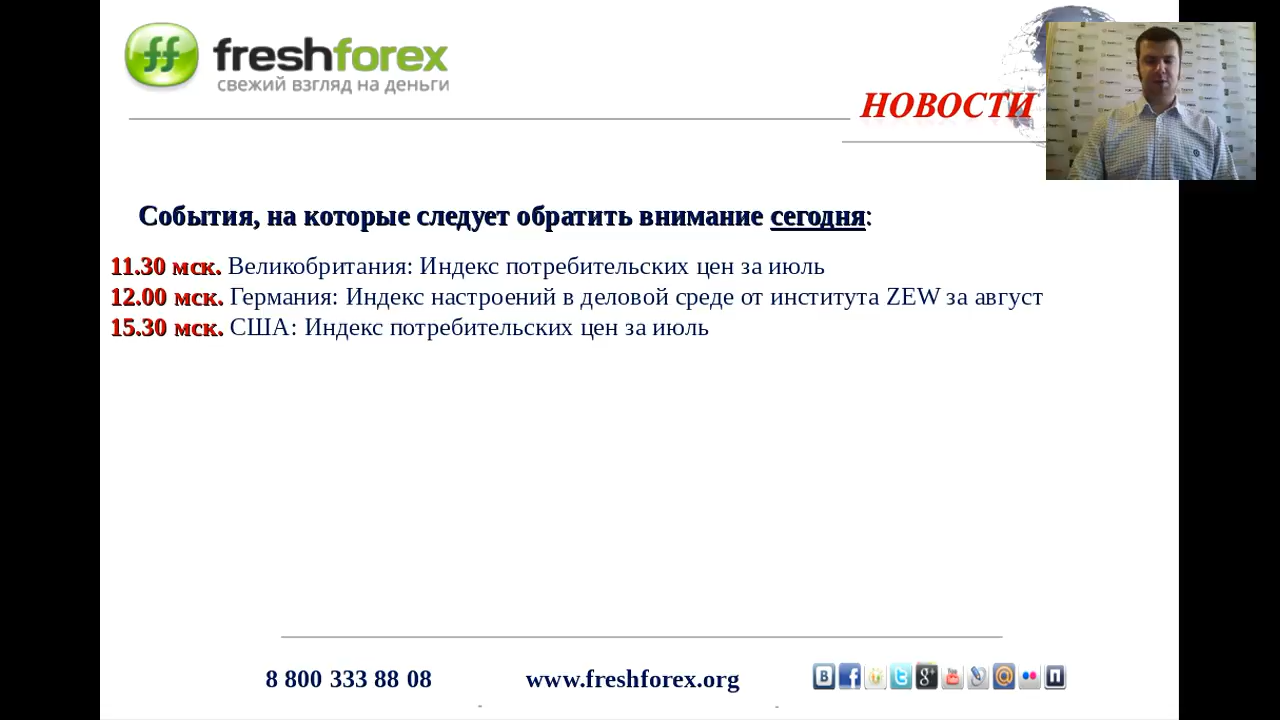 freshforex
свежий взгляд на деньги
НОВОСТИ
События, на которые следует обратить внимание сегодня:
11.30 мск. Великобритания: Индекс потребительских цен за июль
12.00 мск. Германия: Индекс настроений в деловой среде от института ZEW за август
15.30 мск. США: Индекс потребительских цен за июль
8 800 333 88 08
www.freshforex.org